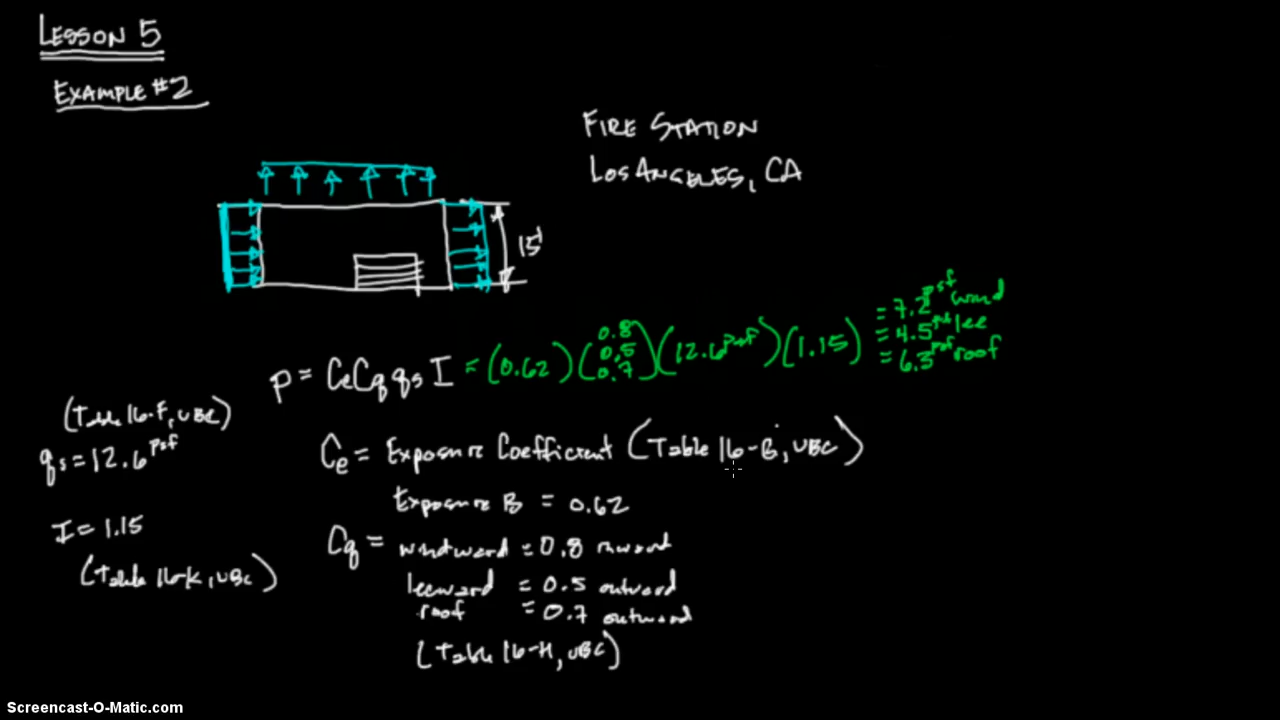 LESSON 5
EXAMPLE #2
FIRE STATION
LOS ANGELES, CA
15'
p = CeCq qs I = (0.62) (0.8 0.5 0.7) (12.6 psf) (1.15) = 7.2 psf wind
= 4.5 psf lee
= 6.3 psf roof
(Table 16-F, UBC)
qs = 12.6 psf
I = 1.15
(Table 16-K, UBC)
Ce = Exposure Coefficient (Table 16-G, UBC)
Exposure B = 0.62
Cq = windward = 0.8 inward
leeward = 0.5 outward
roof = 0.7 outward
(Table 16-H, UBC)
Screencast-O-Matic.com